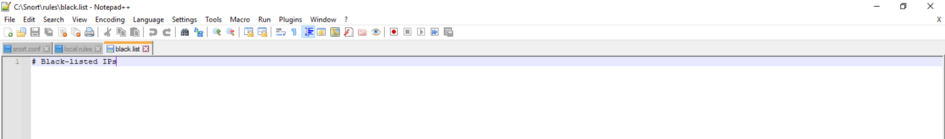 C:\Snort\rules\black.list - Notepad++
File Edit Search View Encoding Language Settings Tools Macro Run Plugins Window ? X
snort.conf local.rules black.list
1 # Black-listed IPs